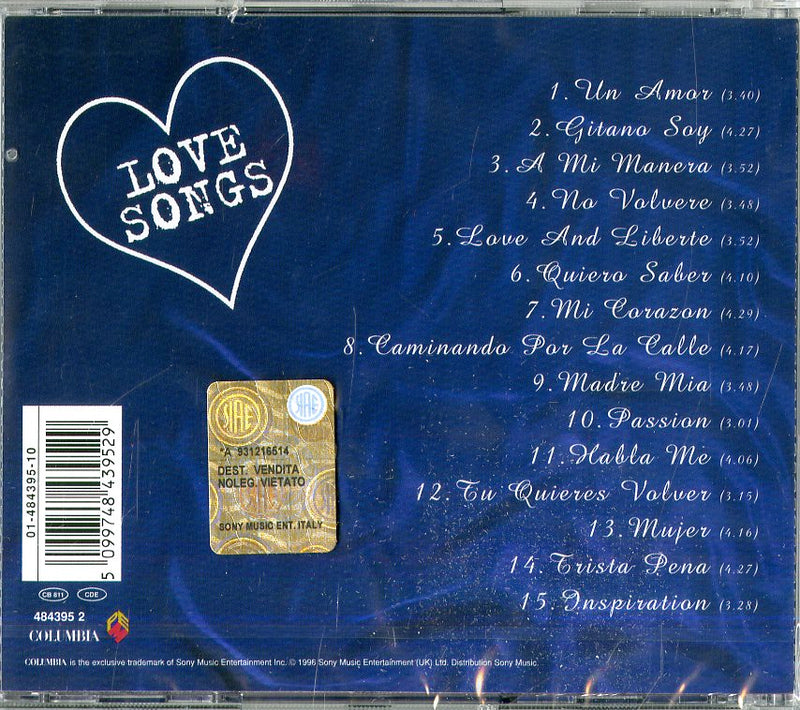 LOVE
SONGS
1. Un Amor (3.40)
2. Gitano Soy (4.27)
3. A Mi Manera (3.52)
4. No Volvere (3.48)
5. Love And Liberte (3.52)
6. Quiero Saber (4.10)
7. Mi Corazon (4.29)
8. Caminando Por La Calle (4.17)
9. Madre Mia (3.48)
10. Passion (3.01)
11. Habla Me (4.06)
12. Tu Quieres Volver (3.15)
13. Mujer (4.16)
14. Trista Pena (4.27)
15. Inspiration (3.28)
SIAE
SIAE
*A 931216514
DEST. VENDITA
NOLEG. VIETATO
SONY MUSIC ENT. ITALY
01-484395-10
5 099748 439529
CB 811 CDE
484395 2
COLUMBIA
COLUMBIA is the exclusive trademark of Sony Music Entertainment Inc. © 1996 Sony Music Entertainment (UK) Ltd. Distribution Sony Music.